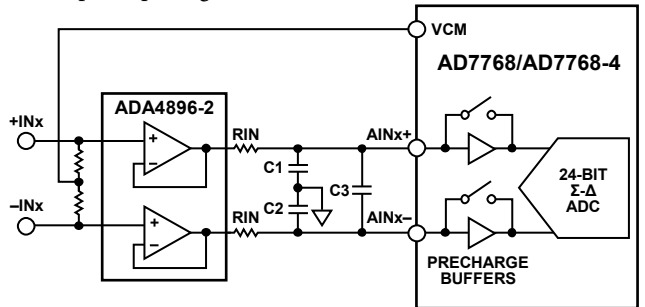 VCM
AD7768/AD7768-4
ADA4896-2
+INx
+
–
RIN
AINx+
C1
C2
C3
24-BIT
Σ-Δ
ADC
–INx
+
–
RIN
AINx–
PRECHARGE
BUFFERS